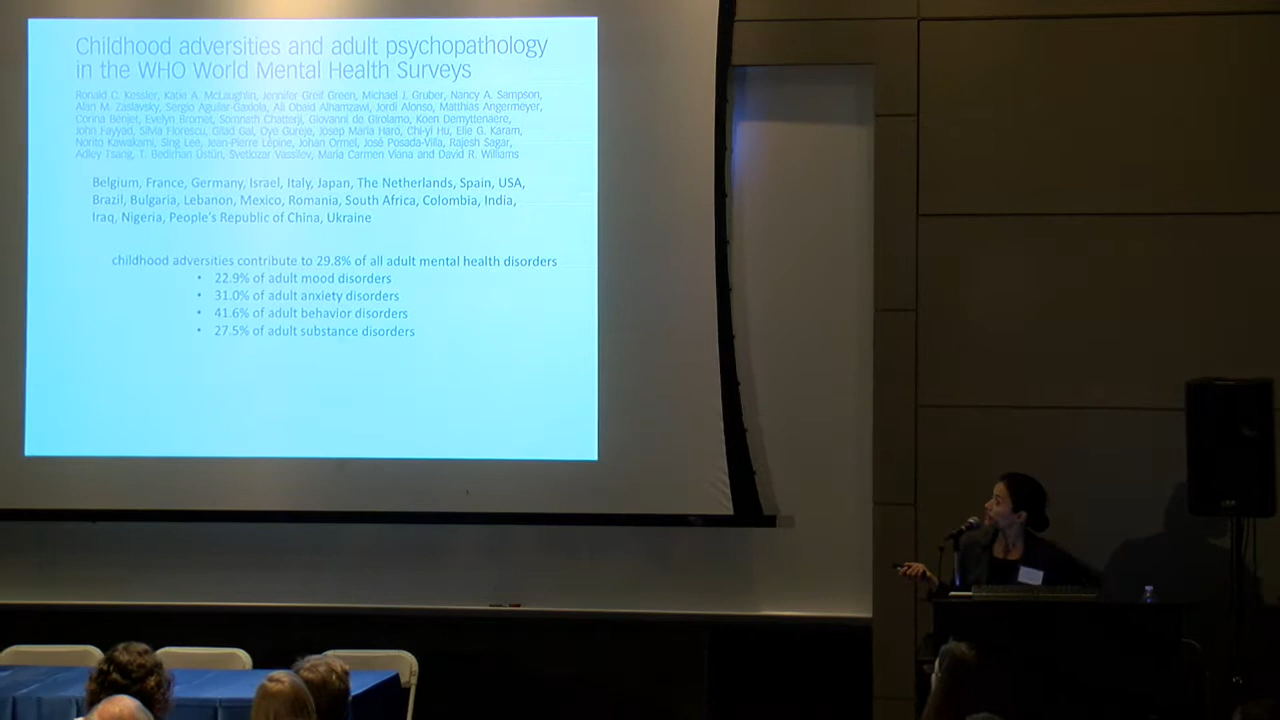 Childhood adversities and adult psychopathology
in the WHO World Mental Health Surveys
Ronald C. Kessler, Katie A. McLaughlin, Jennifer Greif Green, Michael J. Gruber, Nancy A. Sampson,
Alan M. Zaslavsky, Sergio Aguilar-Gaxiola, Ali Obaid Alhamzawi, Jordi Alonso, Matthias Angermeyer,
Corina Benjet, Evelyn Bromet, Somnath Chatterji, Giovanni de Girolamo, Koen Demyttenaere,
John Fayyad, Silvia Florescu, Gilad Gal, Oye Gureje, Josep Maria Haro, Chi-yi Hu, Elie G. Karam,
Norito Kawakami, Sing Lee, Jean-Pierre Lépine, Johan Ormel, José Posada-Villa, Rajesh Sagar,
Adley Tsang, T. Bedirhan Üstün, Svetlozar Vassilev, Maria Carmen Viana and David R. Williams
Belgium, France, Germany, Israel, Italy, Japan, The Netherlands, Spain, USA,
Brazil, Bulgaria, Lebanon, Mexico, Romania, South Africa, Colombia, India,
Iraq, Nigeria, People's Republic of China, Ukraine
childhood adversities contribute to 29.8% of all adult mental health disorders
• 22.9% of adult mood disorders
• 31.0% of adult anxiety disorders
• 41.6% of adult behavior disorders
• 27.5% of adult substance disorders